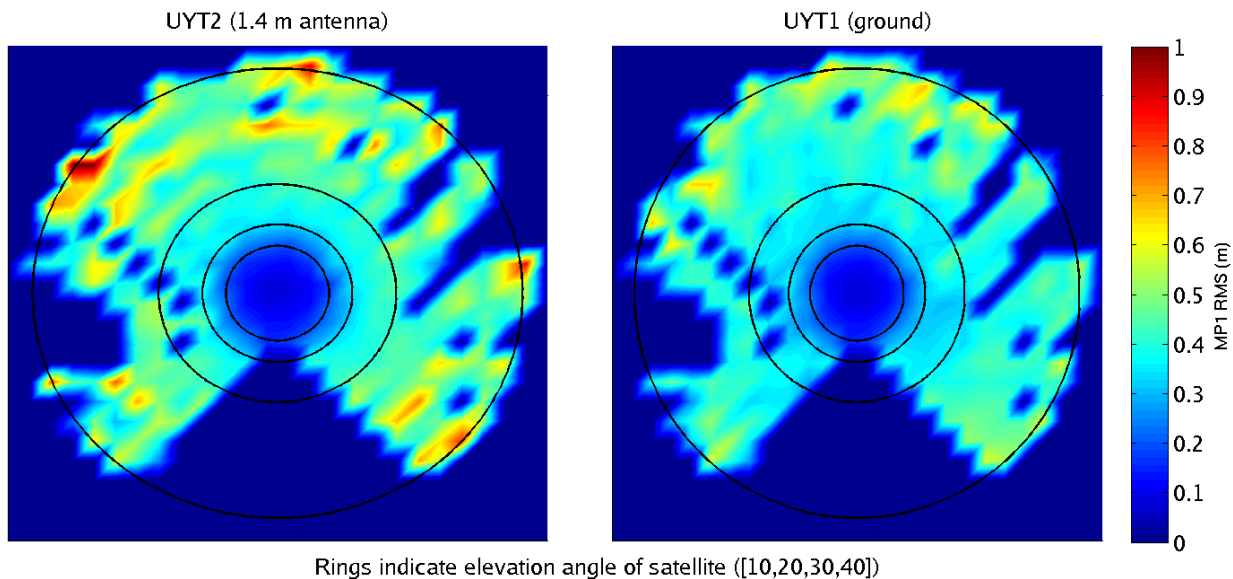 UYT2 (1.4 m antenna)
UYT1 (ground)
1
0.9
0.8
0.7
0.6
0.5
0.4
0.3
0.2
0.1
0
MP1 RMS (m)
Rings indicate elevation angle of satellite ([10,20,30,40])